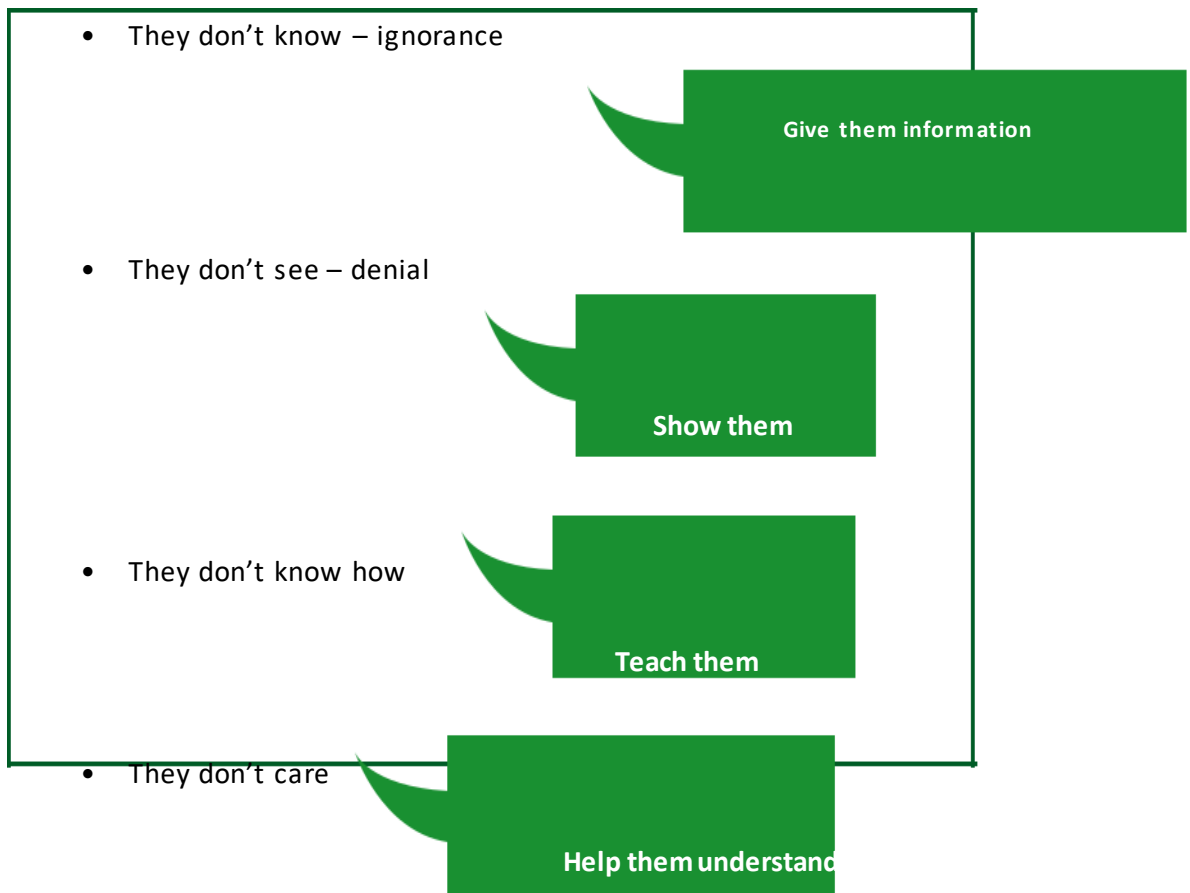 • They don’t know – ignorance
Give them information
• They don’t see – denial
Show them
• They don’t know how
Teach them
• They don’t care
Help them understand